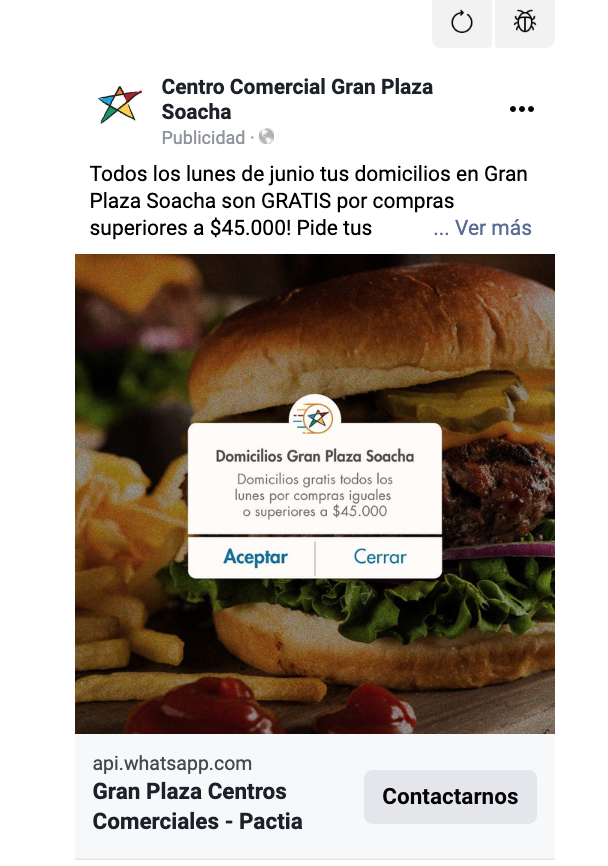 Centro Comercial Gran Plaza
Soacha
Publicidad ·
Todos los lunes de junio tus domicilios en Gran
Plaza Soacha son GRATIS por compras
superiores a $45.000! Pide tus ... Ver más
Domicilios Gran Plaza Soacha
Domicilios gratis todos los
lunes por compras iguales
o superiores a $45.000
Aceptar Cerrar
api.whatsapp.com
Gran Plaza Centros
Comerciales - Pactia
Contactarnos